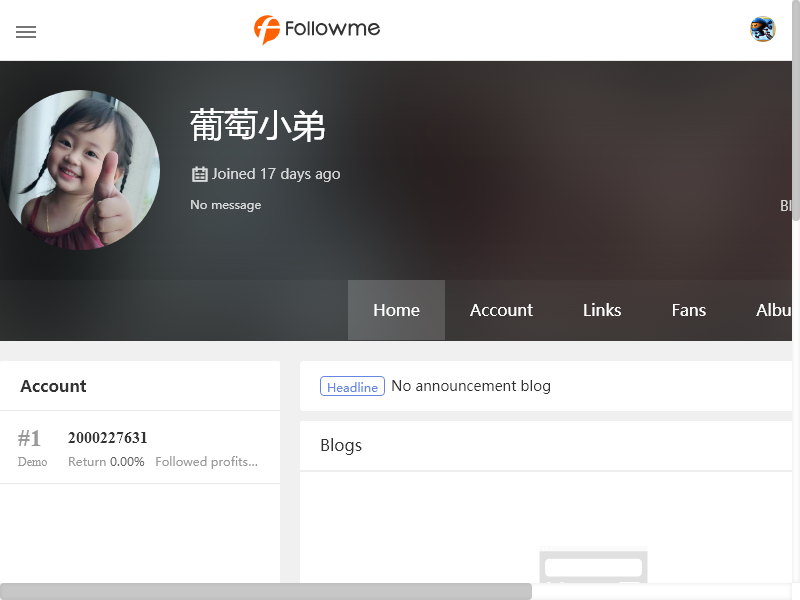 Followme
葡萄小弟
Joined 17 days ago
No message
Bl
Home Account Links Fans Albu
Account
#1 2000227631
Demo Return 0.00% Followed profits...
Headline No announcement blog
Blogs